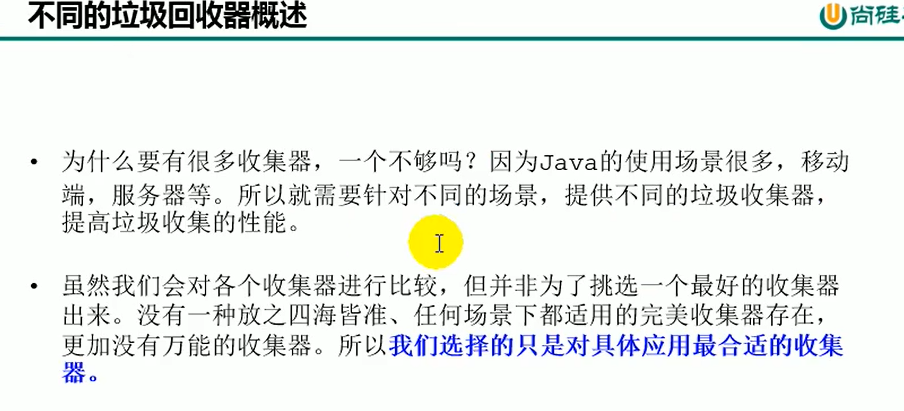 不同的垃圾回收器概述
尚硅
• 为什么要有很多收集器，一个不够吗？因为Java的使用场景很多，移动
端，服务器等。所以就需要针对不同的场景，提供不同的垃圾收集器，
提高垃圾收集的性能。
• 虽然我们会对各个收集器进行比较，但并非为了挑选一个最好的收集器
出来。没有一种放之四海皆准、任何场景下都适用的完美收集器存在，
更加没有万能的收集器。所以我们选择的只是对具体应用最合适的收集
器。